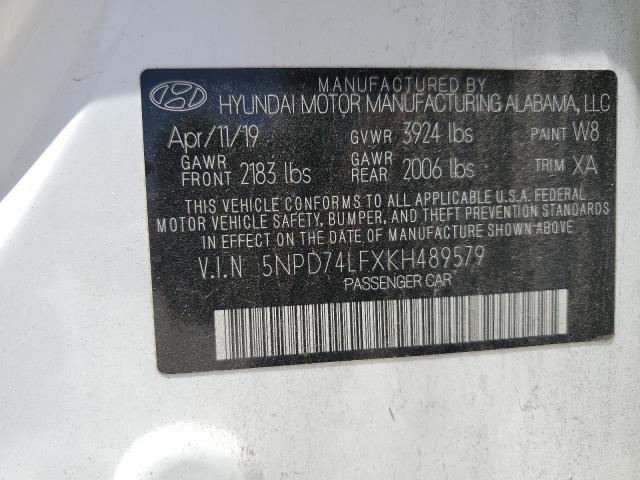 MANUFACTURED BY
HYUNDAI MOTOR MANUFACTURING ALABAMA, LLC
Apr/11/19 GVWR 3924 lbs PAINT W8
GAWR FRONT 2183 lbs GAWR REAR 2006 lbs TRIM XA
THIS VEHICLE CONFORMS TO ALL APPLICABLE U.S.A. FEDERAL
MOTOR VEHICLE SAFETY, BUMPER, AND THEFT PREVENTION STANDARDS
IN EFFECT ON THE DATE OF MANUFACTURE SHOWN ABOVE
V.I.N 5NPD74LFXKH489579
PASSENGER CAR